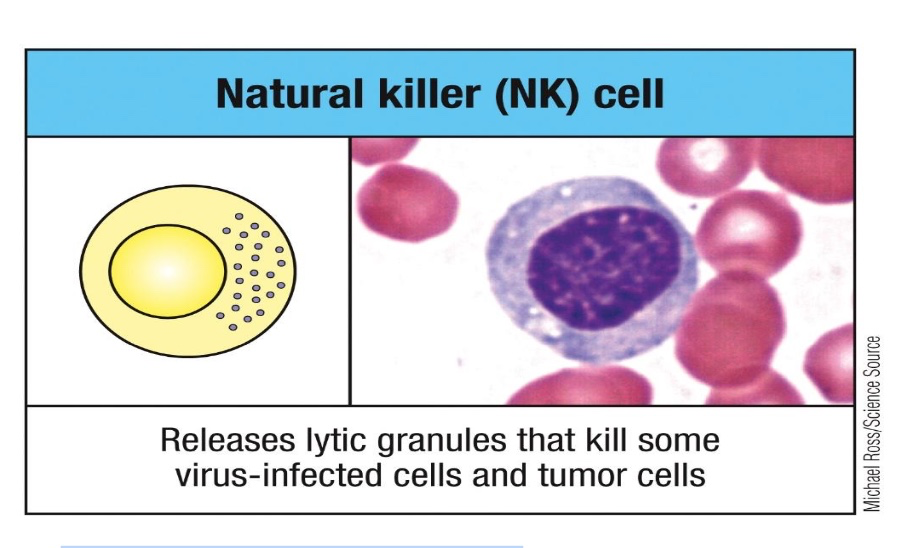 Natural killer (NK) cell
Releases lytic granules that kill some
virus-infected cells and tumor cells
Michael Ross/Science Source